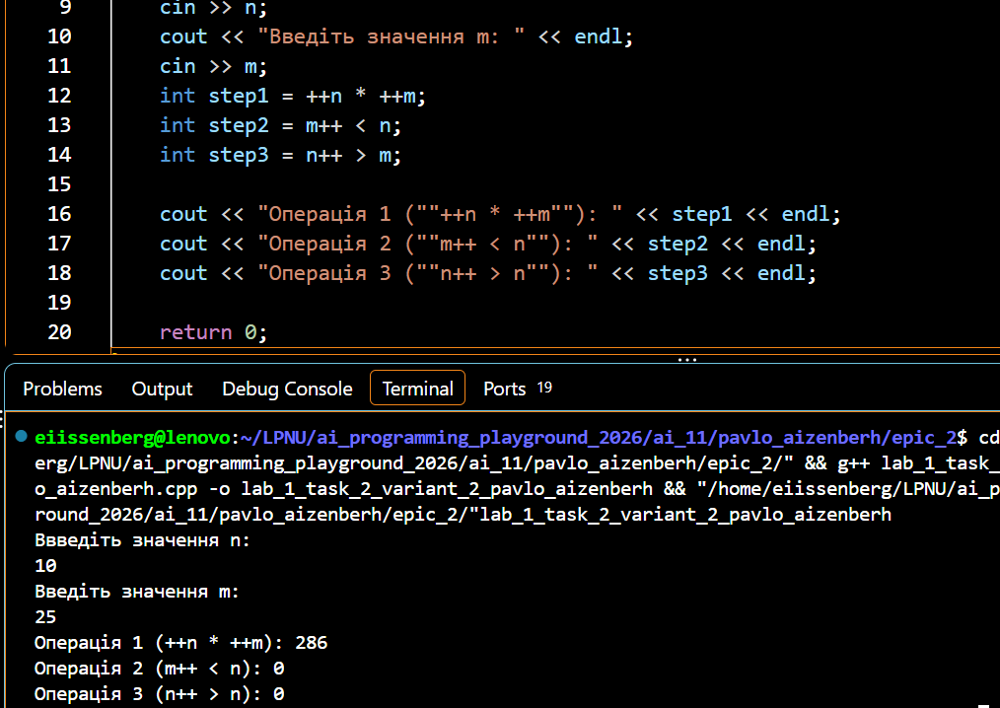 9 cin >> n;
10 cout << "Введіть значення m: " << endl;
11 cin >> m;
12 int step1 = ++n * ++m;
13 int step2 = m++ < n;
14 int step3 = n++ > m;
15
16 cout << "Операція 1 (""++n * ++m""): " << step1 << endl;
17 cout << "Операція 2 (""m++ < n""): " << step2 << endl;
18 cout << "Операція 3 (""n++ > n""): " << step3 << endl;
19
20 return 0;
Problems Output Debug Console Terminal Ports 19
eiissenberg@lenovo:~/LPNU/ai_programming_playground_2026/ai_11/pavlo_aizenberh/epic_2$ cd
erg/LPNU/ai_programming_playground_2026/ai_11/pavlo_aizenberh/epic_2/" && g++ lab_1_task_
o_aizenberh.cpp -o lab_1_task_2_variant_2_pavlo_aizenberh && "/home/eiissenberg/LPNU/ai_p
round_2026/ai_11/pavlo_aizenberh/epic_2/"lab_1_task_2_variant_2_pavlo_aizenberh
Ввведіть значення n:
10
Введіть значення m:
25
Операція 1 (++n * ++m): 286
Операція 2 (m++ < n): 0
Операція 3 (n++ > n): 0